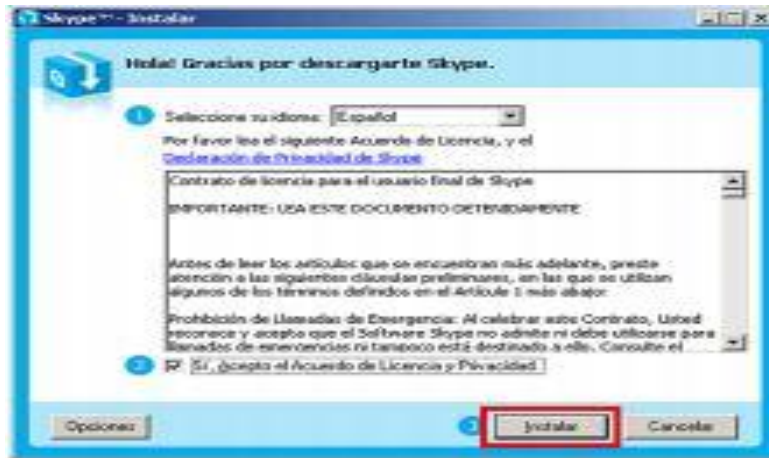 Skype™ - Instalar
Hola! Gracias por descargarte Skype.
1 Seleccione su idioma: Español
Por favor lea el siguiente Acuerdo de Licencia, y el
Declaración de Privacidad de Skype
Contrato de licencia para el usuario final de Skype
IMPORTANTE: LEA ESTE DOCUMENTO DETENIDAMENTE
Antes de leer los artículos que se encuentran más adelante, preste
atención a las siguientes cláusulas preliminares, en las que se utilizan
algunos de los términos definidos en el Artículo 1 más abajo:
Prohibición de Llamadas de Emergencia: Al celebrar este Contrato, Usted
reconoce y acepta que el Software Skype no admite ni debe utilizarse para
llamadas de emergencias ni tampoco está destinado a ello. Consulte el
2 Sí, Acepto el Acuerdo de Licencia y Privacidad
Opciones
3 Instalar
Cancelar